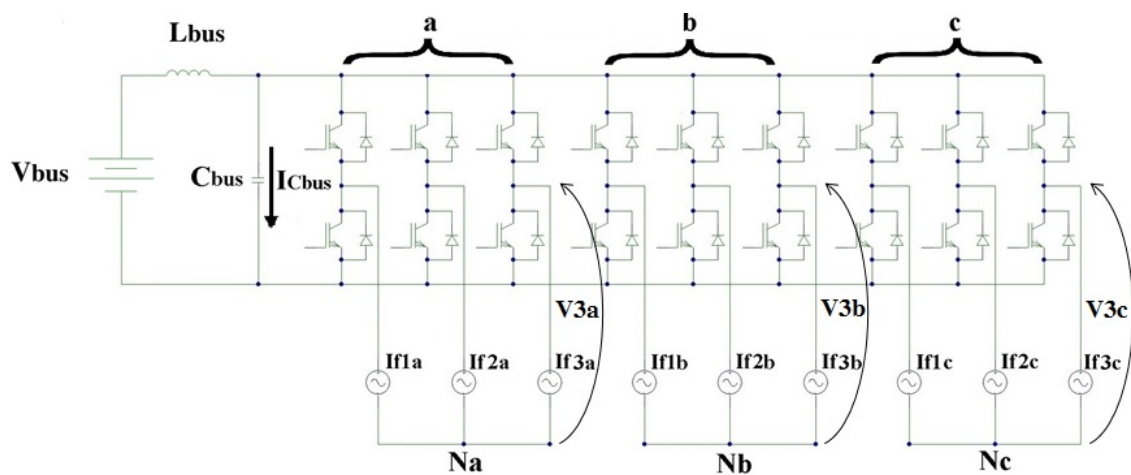 a b c
Lbus
Vbus
Cbus
ICbus
V3a
V3b
V3c
If1a If2a If3a If1b If2b If3b If1c If2c If3c
Na Nb Nc